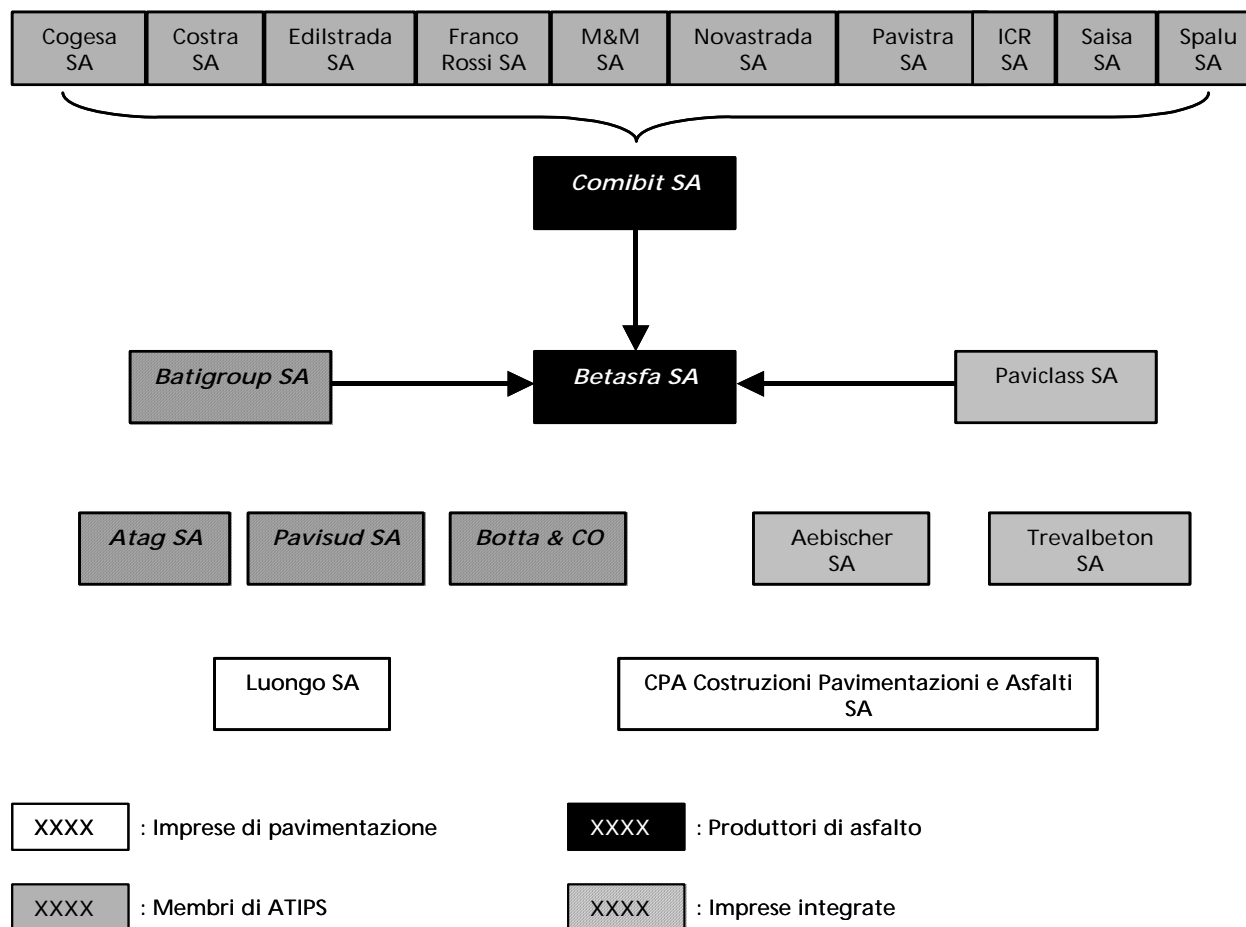 Cogesa
SA
Costra
SA
Edilstrada
SA
Franco
Rossi SA
M&M
SA
Novastrada
SA
Pavistra
SA
ICR
SA
Saisa
SA
Spalu
SA
Comibit SA
Batigroup SA
Betasfa SA
Paviclass SA
Atag SA
Pavisud SA
Botta & CO
Aebischer
SA
Trevalbeton
SA
Luongo SA
CPA Costruzioni Pavimentazioni e Asfalti
SA
XXXX : Imprese di pavimentazione
XXXX : Produttori di asfalto
XXXX : Membri di ATIPS
XXXX : Imprese integrate